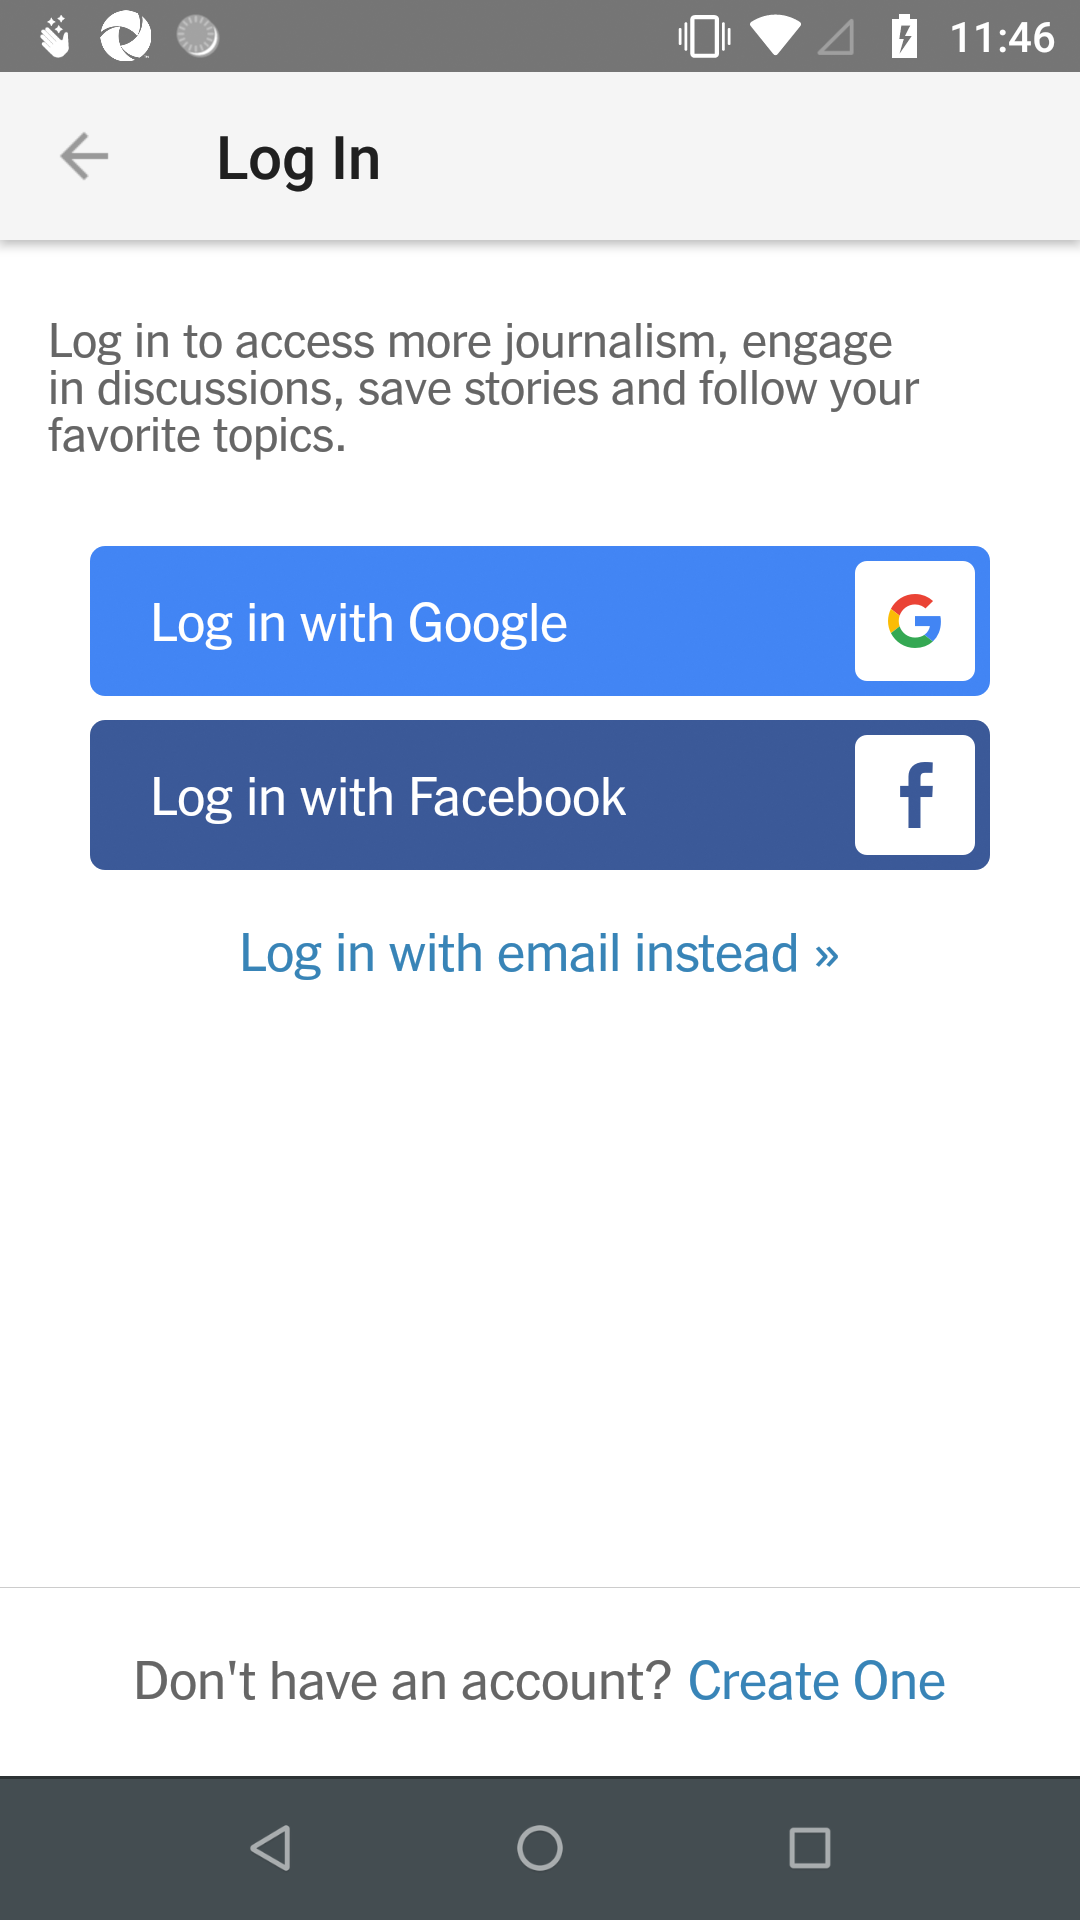 11:46
Log In
Log in to access more journalism, engage
in discussions, save stories and follow your
favorite topics.
Log in with Google
Log in with Facebook
Log in with email instead »
Don't have an account? Create One